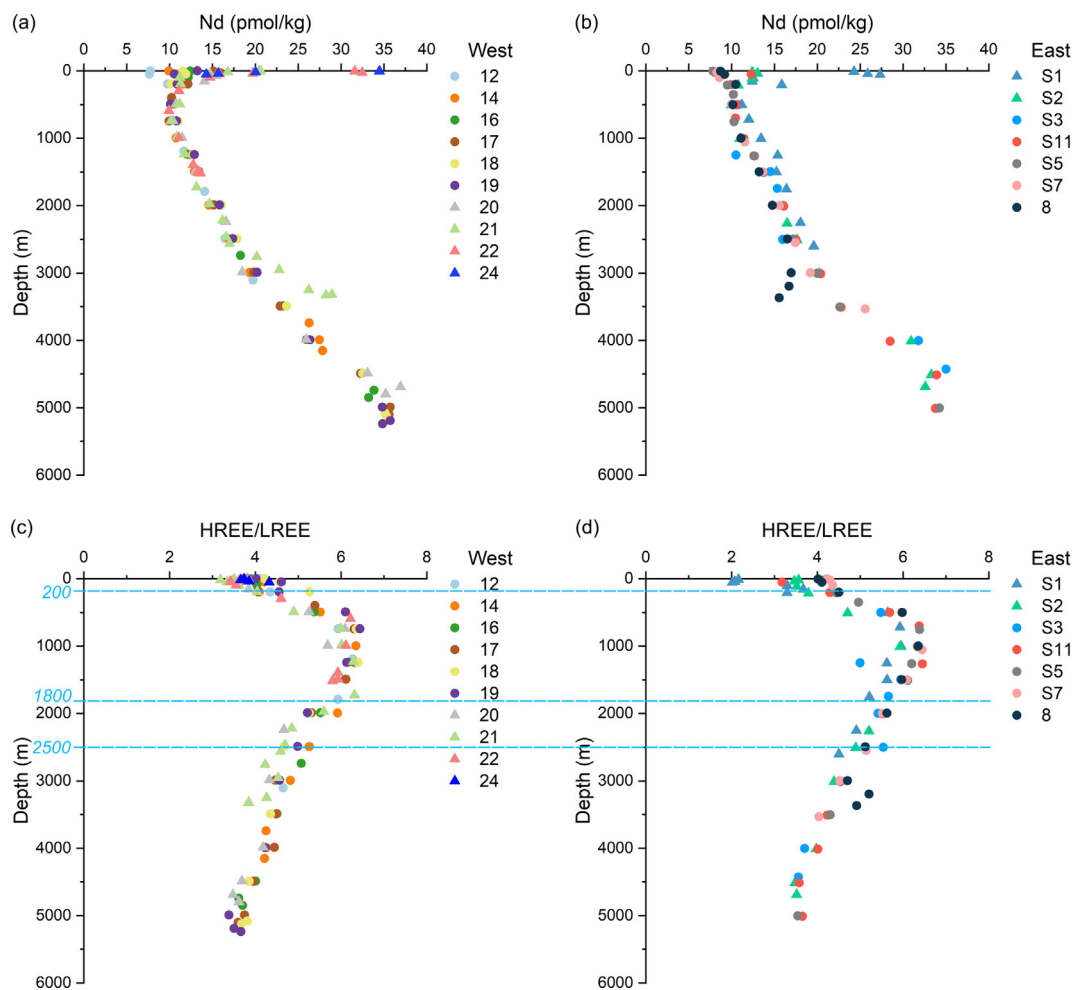 (a)
Nd (pmol/kg)
0 5 10 15 20 25 30 35 40
West
0
1000
2000
3000
4000
5000
6000
Depth (m)
12
14
16
17
18
19
20
21
22
24
(b)
Nd (pmol/kg)
0 5 10 15 20 25 30 35 40
East
0
1000
2000
3000
4000
5000
6000
Depth (m)
S1
S2
S3
S11
S5
S7
8
(c)
HREE/LREE
0 2 4 6 8
West
0
200
1000
1800
2000
2500
3000
4000
5000
6000
Depth (m)
12
14
16
17
18
19
20
21
22
24
(d)
HREE/LREE
0 2 4 6 8
East
0
1000
2000
3000
4000
5000
6000
Depth (m)
S1
S2
S3
S11
S5
S7
8